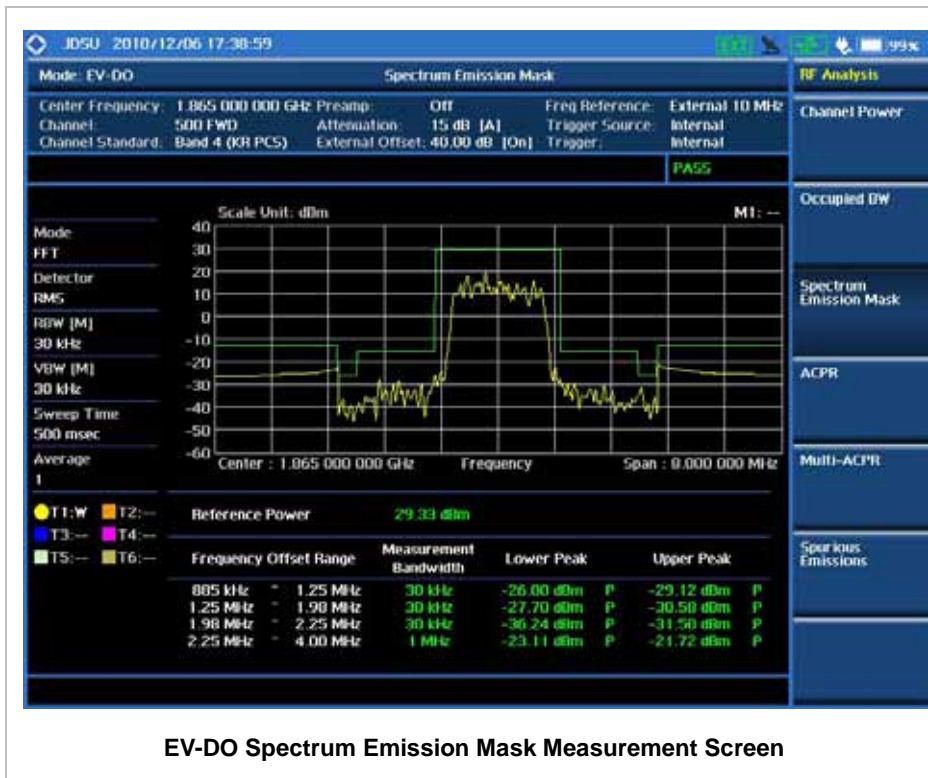 JDSU 2010/12/06 17:38:59 EXT 99%
Mode: EV-DO Spectrum Emission Mask
Center Frequency: 1.865 000 000 GHz Preamp: Off Freq Reference: External 10 MHz
Channel: 500 FWD Attenuation: 15 dB [A] Trigger Source: Internal
Channel Standard: Band 4 (KR PCS) External Offset: 40.00 dB [On] Trigger: Internal
PASS
Scale Unit: dBm M1: --
Mode
FFT
Detector
RMS
RBW [M]
30 kHz
VBW [M]
30 kHz
Sweep Time
500 msec
Average
1
T1:W T2:--
T3:-- T4:--
T5:-- T6:--
40
30
20
10
0
-10
-20
-30
-40
-50
-60
Center : 1.865 000 000 GHz Frequency Span : 8.000 000 MHz
Reference Power 29.33 dBm
Frequency Offset Range Measurement Bandwidth Lower Peak Upper Peak
885 kHz ~ 1.25 MHz 30 kHz -26.00 dBm P -29.12 dBm P
1.25 MHz ~ 1.98 MHz 30 kHz -27.70 dBm P -30.58 dBm P
1.98 MHz ~ 2.25 MHz 30 kHz -36.24 dBm P -31.50 dBm P
2.25 MHz ~ 4.00 MHz 1 MHz -23.11 dBm P -21.72 dBm P
RF Analysis
Channel Power
Occupied BW
Spectrum
Emission Mask
ACPR
Multi-ACPR
Spurious
Emissions
EV-DO Spectrum Emission Mask Measurement Screen